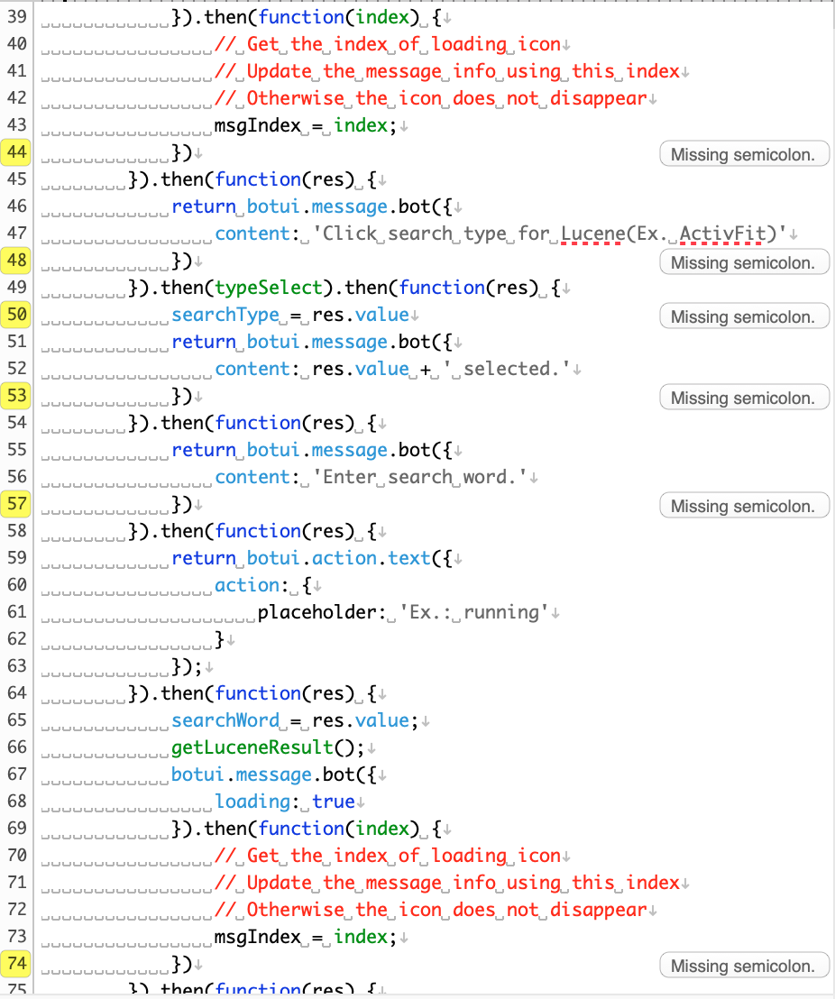 39 }).then(function(index) {
40 // Get the index of loading icon
41 // Update the message info using this index
42 // Otherwise the icon does not disappear
43 msgIndex = index;
44 }) Missing semicolon.
45 }).then(function(res) {
46 return botui.message.bot({
47 content: 'Click search type for Lucene(Ex. ActivFit)'
48 }) Missing semicolon.
49 }).then(typeSelect).then(function(res) {
50 searchType = res.value Missing semicolon.
51 return botui.message.bot({
52 content: res.value + ' selected.'
53 }) Missing semicolon.
54 }).then(function(res) {
55 return botui.message.bot({
56 content: 'Enter search word.'
57 }) Missing semicolon.
58 }).then(function(res) {
59 return botui.action.text({
60 action: {
61 placeholder: 'Ex.: running'
62 }
63 });
64 }).then(function(res) {
65 searchWord = res.value;
66 getLuceneResult();
67 botui.message.bot({
68 loading: true
69 }).then(function(index) {
70 // Get the index of loading icon
71 // Update the message info using this index
72 // Otherwise the icon does not disappear
73 msgIndex = index;
74 }) Missing semicolon.
75 }).then(function(res) {